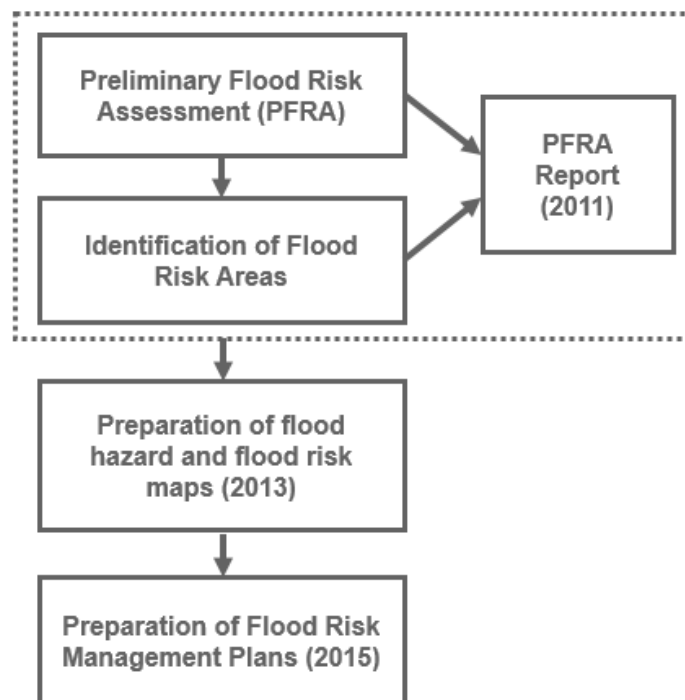 Preliminary Flood Risk
Assessment (PFRA)
PFRA
Report
(2011)
Identification of Flood
Risk Areas
Preparation of flood
hazard and flood risk
maps (2013)
Preparation of Flood Risk
Management Plans (2015)